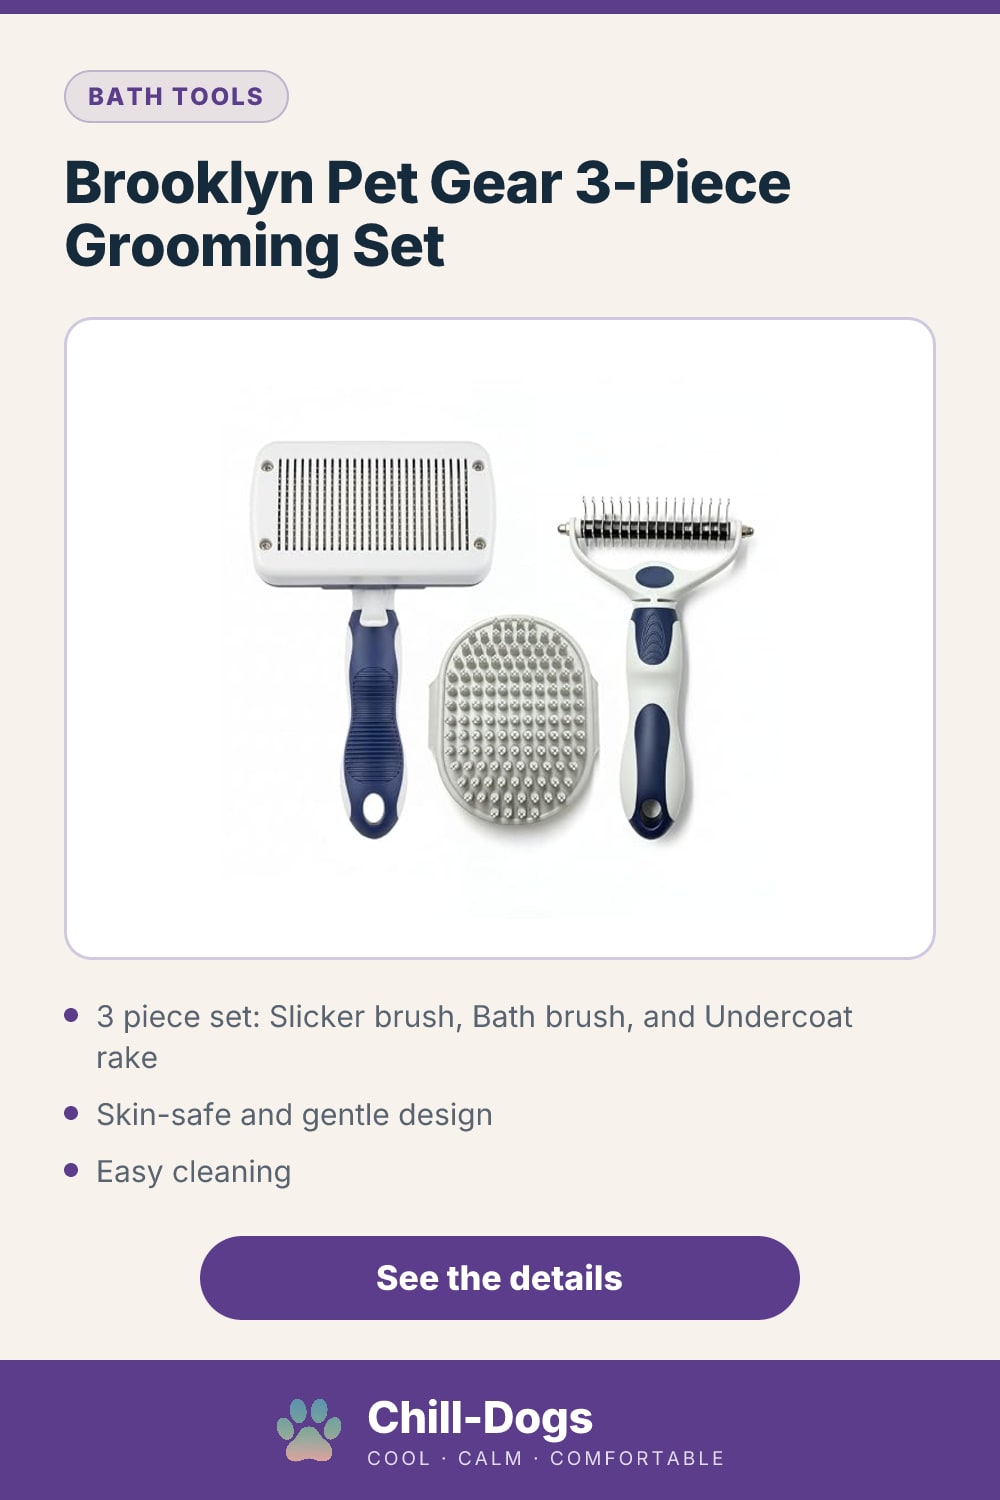 BATH TOOLS
Brooklyn Pet Gear 3-Piece
Grooming Set
3 piece set: Slicker brush, Bath brush, and Undercoat
rake
Skin-safe and gentle design
Easy cleaning
See the details
Chill-Dogs
COOL · CALM · COMFORTABLE